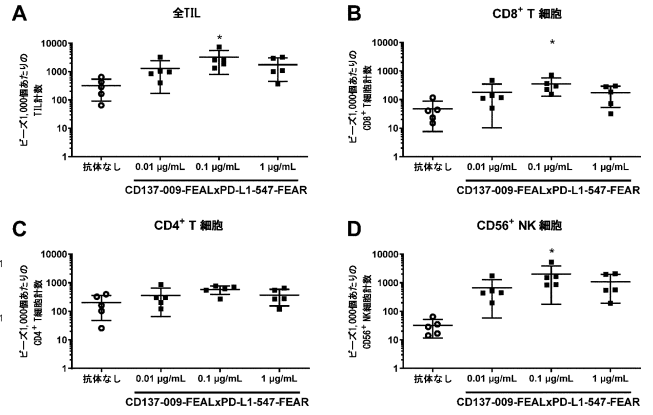 A
全TIL
ビーズ1,000個あたりの
TIL計数
10000
1000
100
10
1
*
抗体なし 0.01 µg/mL 0.1 µg/mL 1 µg/mL
CD137-009-FEALxPD-L1-547-FEAR
B
CD8⁺ T 細胞
ビーズ1,000個あたりの
CD8⁺ T細胞計数
10000
1000
100
10
1
*
抗体なし 0.01 µg/mL 0.1 µg/mL 1 µg/mL
CD137-009-FEALxPD-L1-547-FEAR
C
CD4⁺ T 細胞
ビーズ1,000個あたりの
CD4⁺ T細胞計数
10000
1000
100
10
1
抗体なし 0.01 µg/mL 0.1 µg/mL 1 µg/mL
CD137-009-FEALxPD-L1-547-FEAR
D
CD56⁺ NK 細胞
ビーズ1,000個あたりの
CD56⁺ NK細胞計数
10000
1000
100
10
1
*
抗体なし 0.01 µg/mL 0.1 µg/mL 1 µg/mL
CD137-009-FEALxPD-L1-547-FEAR